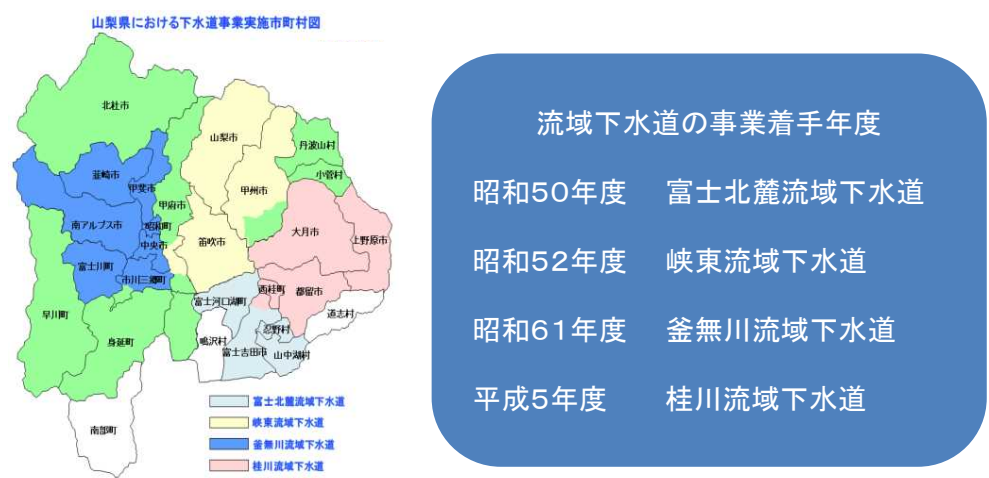 山梨県における下水道事業実施市町村図
北杜市
山梨市
丹波山村
小菅村
韮崎市
甲斐市
甲州市
甲府市
南アルプス市
昭和町
大月市
上野原市
中央市
笛吹市
富士川町
市川三郷町
西桂町
都留市
富士河口湖町
早川町
道志村
忍野村
身延町
鳴沢村
富士吉田市
山中湖村
南部町
富士北麓流域下水道
峡東流域下水道
釜無川流域下水道
桂川流域下水道
流域下水道の事業着手年度
昭和50年度 富士北麓流域下水道
昭和52年度 峡東流域下水道
昭和61年度 釜無川流域下水道
平成5年度 桂川流域下水道